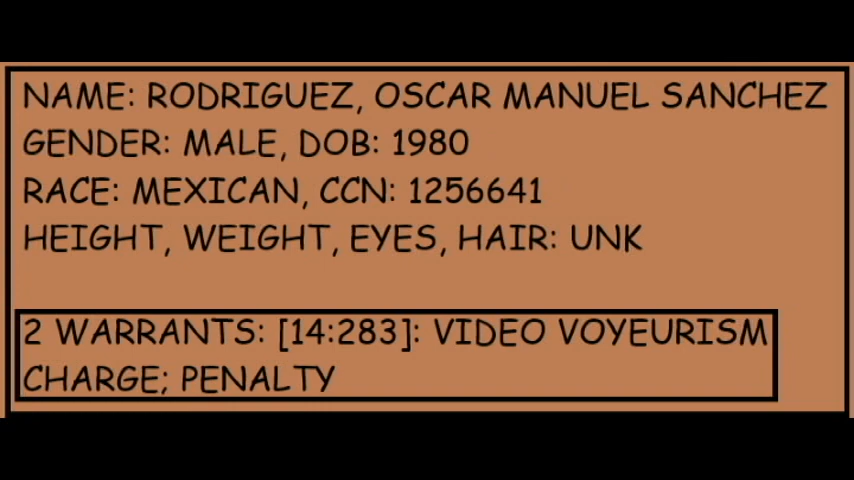 NAME: RODRIGUEZ, OSCAR MANUEL SANCHEZ
GENDER: MALE, DOB: 1980
RACE: MEXICAN, CCN: 1256641
HEIGHT, WEIGHT, EYES, HAIR: UNK
2 WARRANTS: [14:283]: VIDEO VOYEURISM
CHARGE; PENALTY